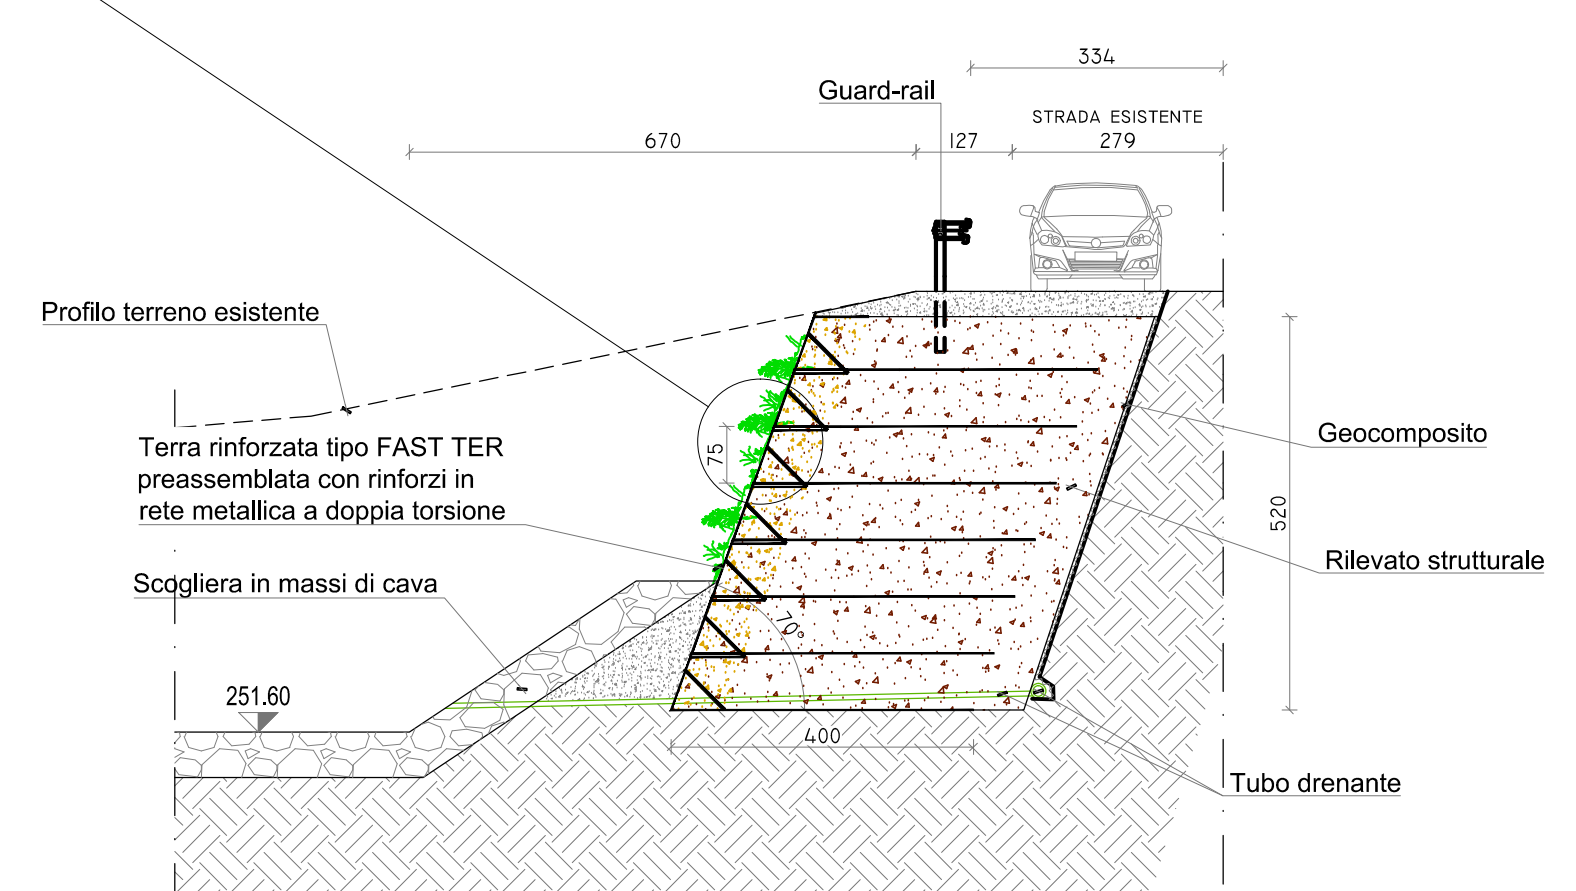 334
Guard-rail
STRADA ESISTENTE
670
127
279
Profilo terreno esistente
Terra rinforzata tipo FAST TER
preassemblata con rinforzi in
rete metallica a doppia torsione
75
Geocomposito
520
Rilevato strutturale
Scogliera in massi di cava
70°
251.60
400
Tubo drenante